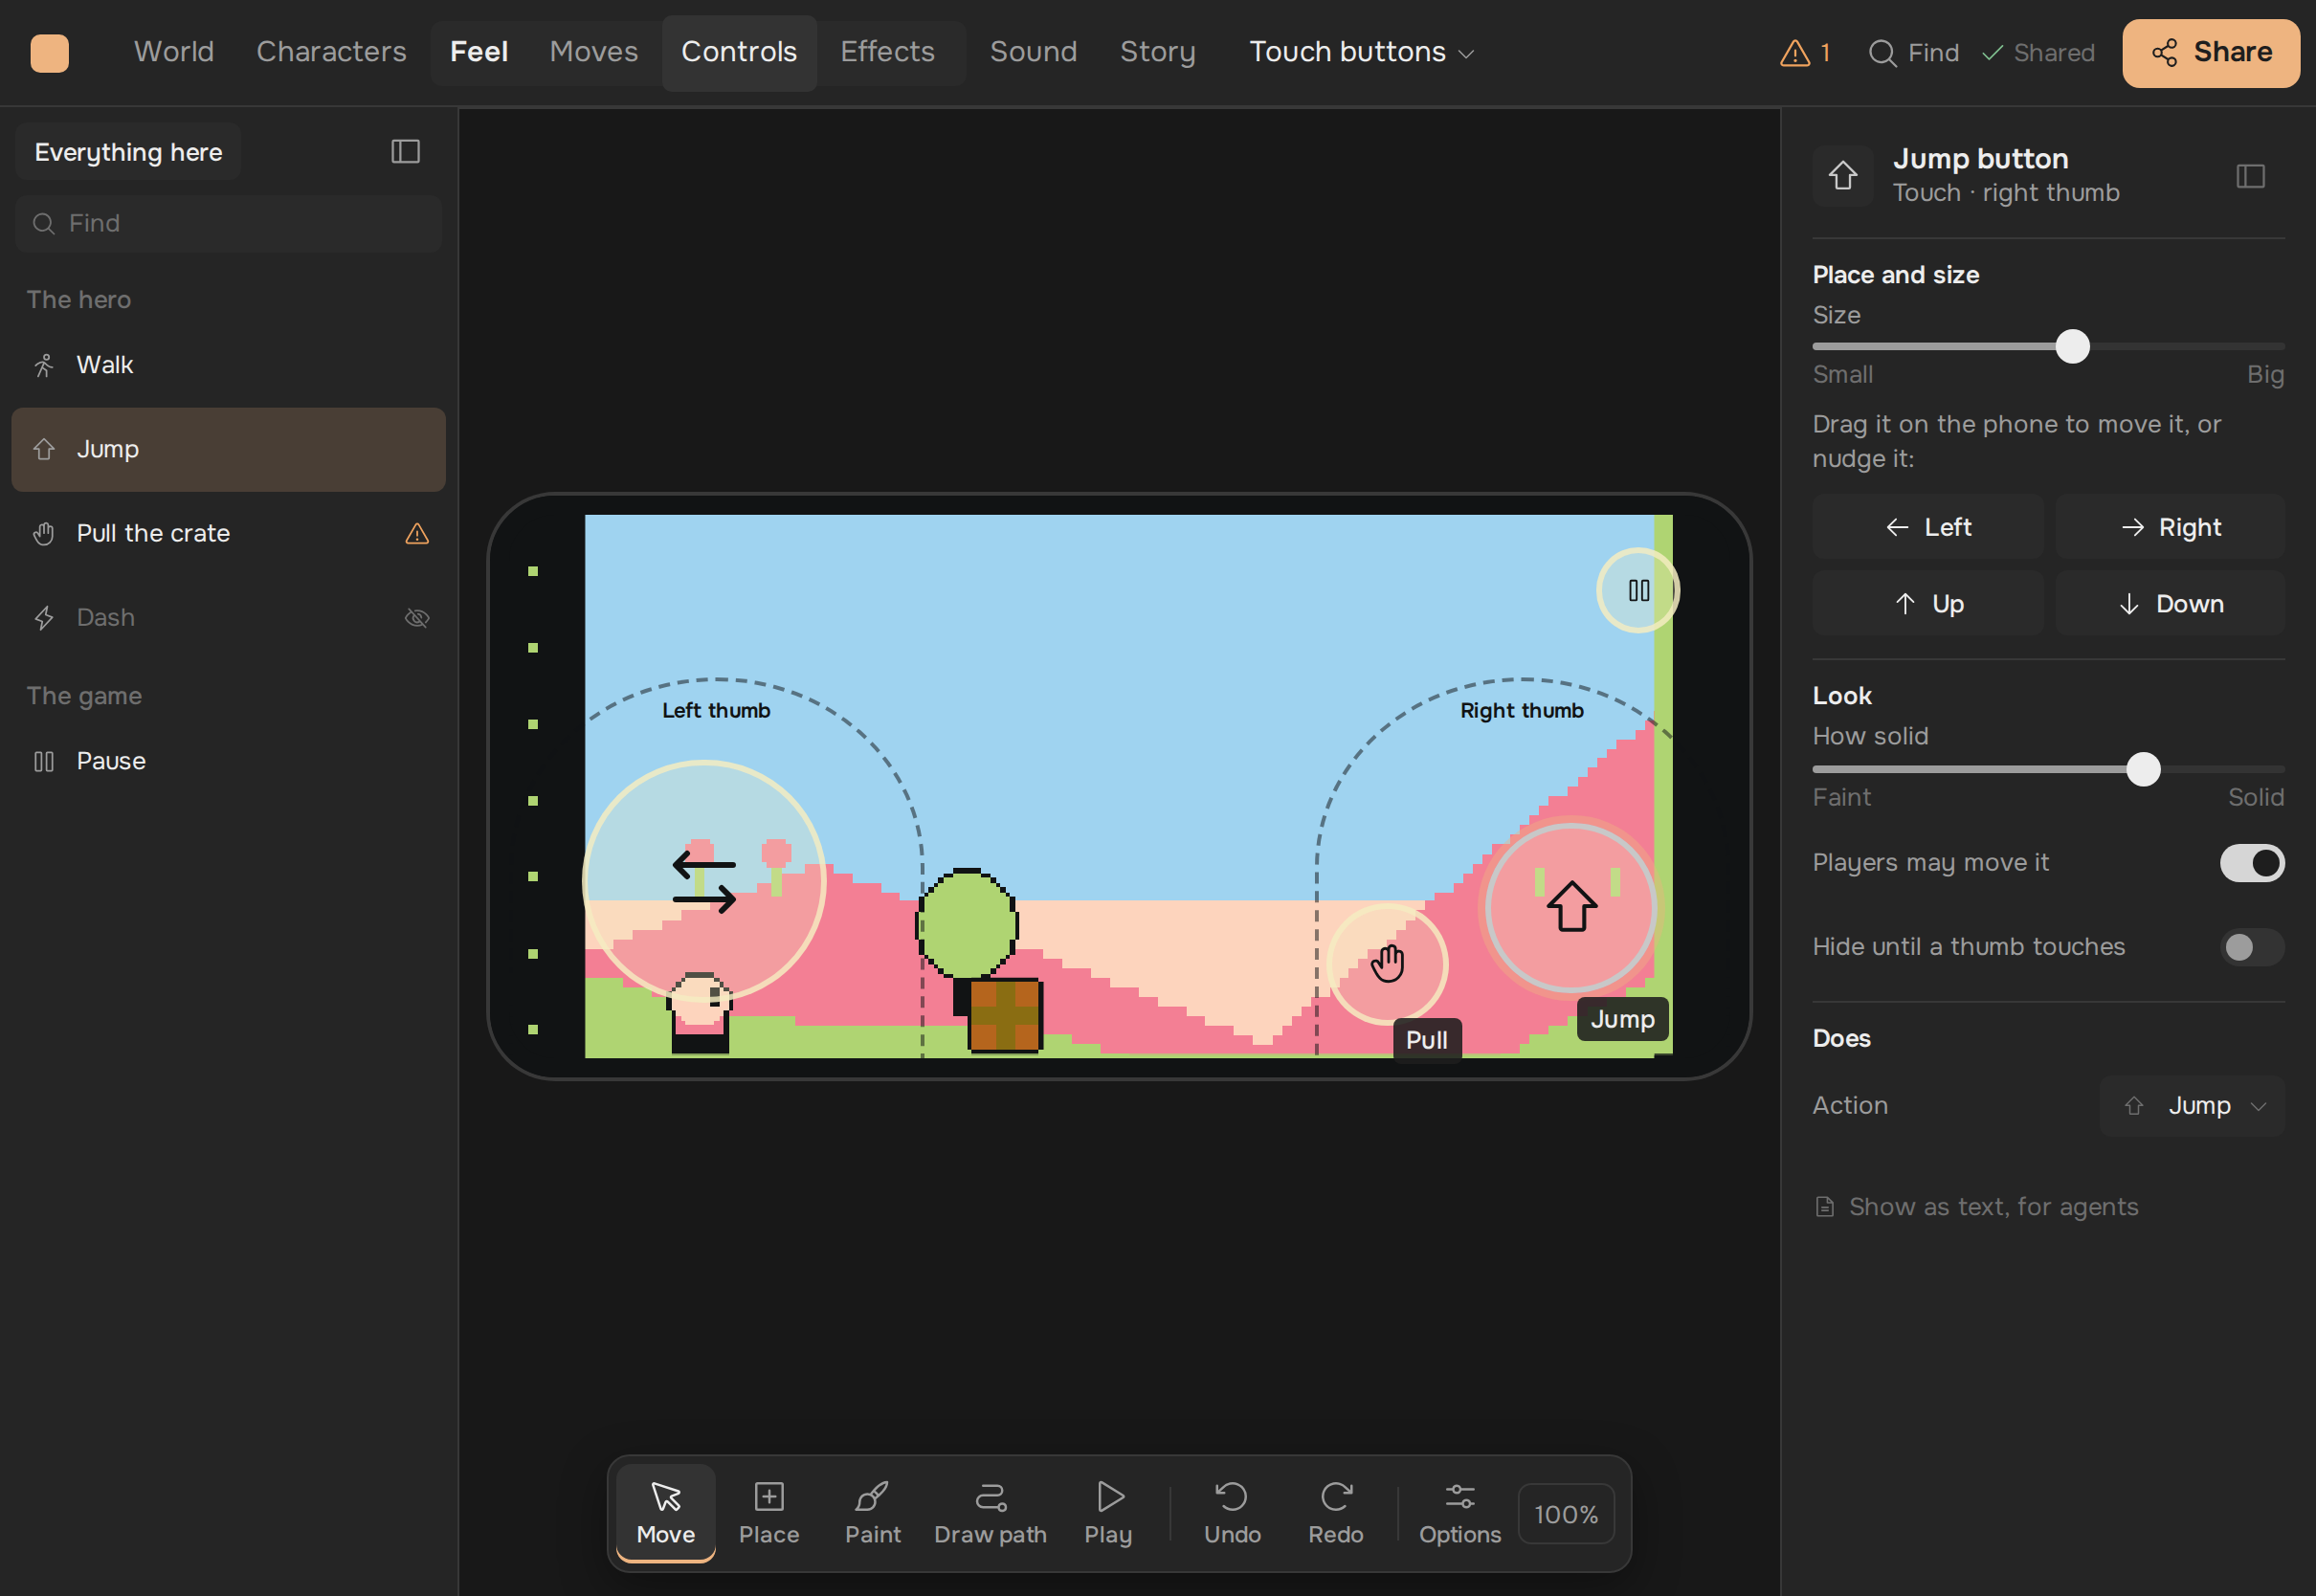 World Characters Feel Moves Controls Effects Sound Story Touch buttons 1 Find Shared Share
Everything here
Find
The hero
Walk
Jump
Pull the crate
Dash
The game
Pause
Left thumb
Right thumb
Pull
Jump
Jump button
Touch · right thumb
Place and size
Size
Small Big
Drag it on the phone to move it, or
nudge it:
Left Right
Up Down
Look
How solid
Faint Solid
Players may move it
Hide until a thumb touches
Does
Action Jump
Show as text, for agents
Move Place Paint Draw path Play Undo Redo Options 100%